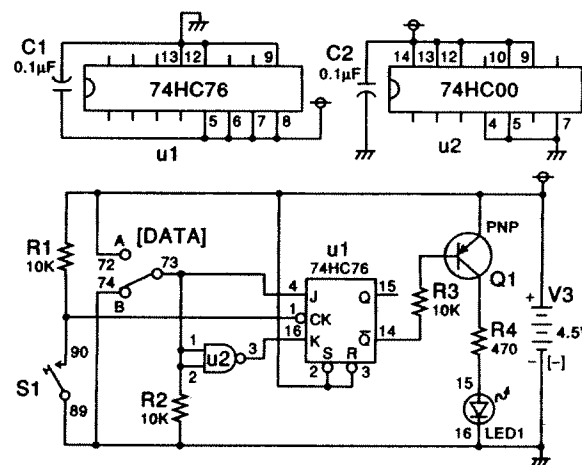 C1
0.1µF
13 12 9
74HC76
5 6 7 8
u1
C2
0.1µF
14 13 12 10 9
74HC00
4 5 7
u2
R1
10K
A
72
[DATA]
74
73
B
90
S1
89
1
2
u2
3
R2
10K
u1
74HC76
4
J
Q
15
1
CK
16
K
Q̅
14
S
R
2
3
R3
10K
PNP
Q1
R4
470
15
16
LED1
V3
+
4.5V
-
[-]